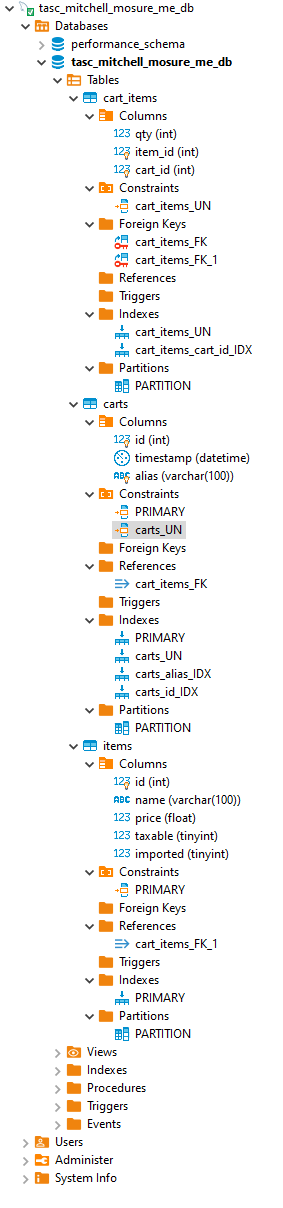 tasc_mitchell_mosure_me_db
Databases
performance_schema
tasc_mitchell_mosure_me_db
Tables
cart_items
Columns
123 qty (int)
123 item_id (int)
123 cart_id (int)
Constraints
cart_items_UN
Foreign Keys
cart_items_FK
cart_items_FK_1
References
Triggers
Indexes
cart_items_UN
cart_items_cart_id_IDX
Partitions
PARTITION
carts
Columns
123 id (int)
timestamp (datetime)
ABC alias (varchar(100))
Constraints
PRIMARY
carts_UN
Foreign Keys
References
cart_items_FK
Triggers
Indexes
PRIMARY
carts_UN
carts_alias_IDX
carts_id_IDX
Partitions
PARTITION
items
Columns
123 id (int)
ABC name (varchar(100))
123 price (float)
123 taxable (tinyint)
123 imported (tinyint)
Constraints
PRIMARY
Foreign Keys
References
cart_items_FK_1
Triggers
Indexes
PRIMARY
Partitions
PARTITION
Views
Indexes
Procedures
Triggers
Events
Users
Administer
System Info